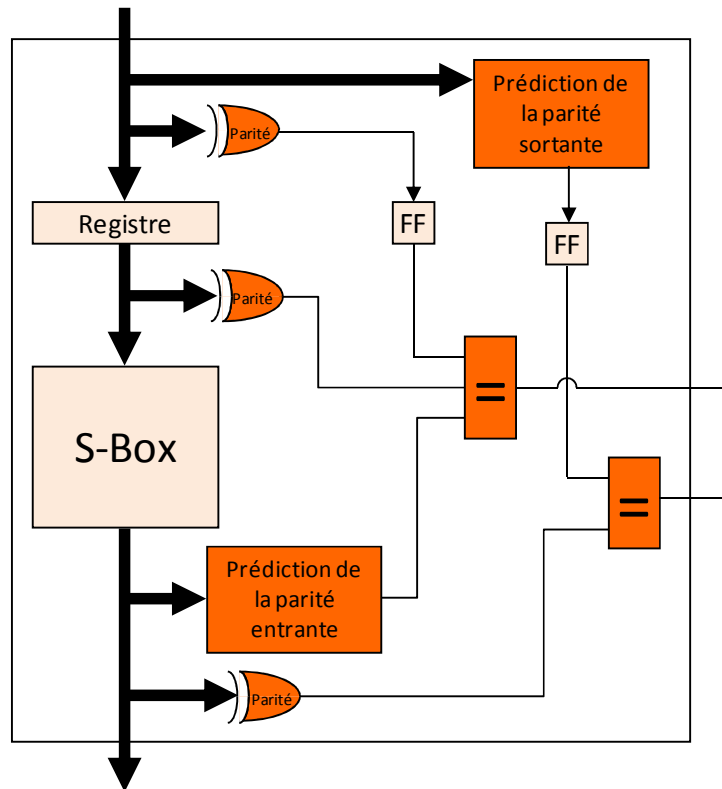 Prédiction de
la parité
sortante
Parité
Registre
FF
FF
Parité
=
S-Box
=
Prédiction de
la parité
entrante
Parité